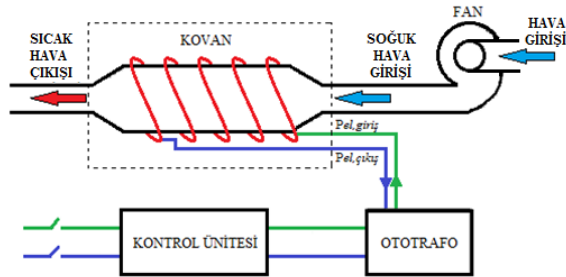 FAN
SICAK
HAVA
ÇIKIŞI
KOVAN
SOĞUK
HAVA
GİRİŞİ
HAVA
GİRİŞİ
Pel,giriş
Pel,çıkış
KONTROL ÜNİTESİ
OTOTRAFO